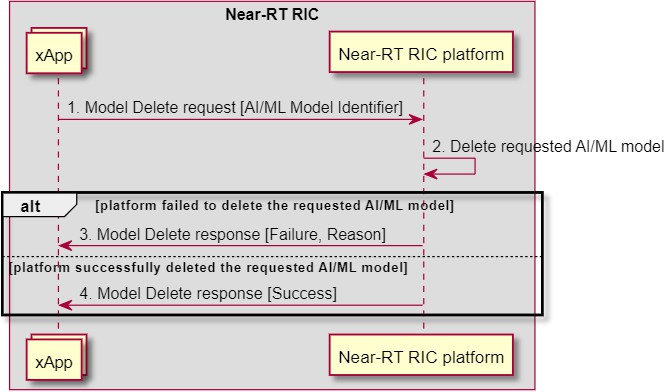 Near-RT RIC
xApp
Near-RT RIC platform
1. Model Delete request [AI/ML Model Identifier]
2. Delete requested AI/ML model
alt [platform failed to delete the requested AI/ML model]
3. Model Delete response [Failure, Reason]
[platform successfully deleted the requested AI/ML model]
4. Model Delete response [Success]
xApp
Near-RT RIC platform